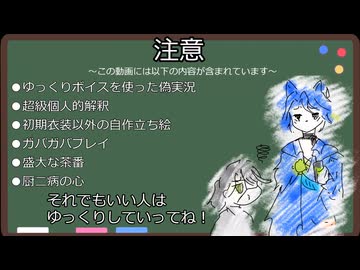 注意
～この動画には以下の内容が含まれています～
●ゆっくりボイスを使った偽実況
●超級個人的解釈
●初期衣装以外の自作立ち絵
●ガバガバプレイ
●盛大な茶番
●厨二病の心
それでもいい人は
ゆっくりしていってね！